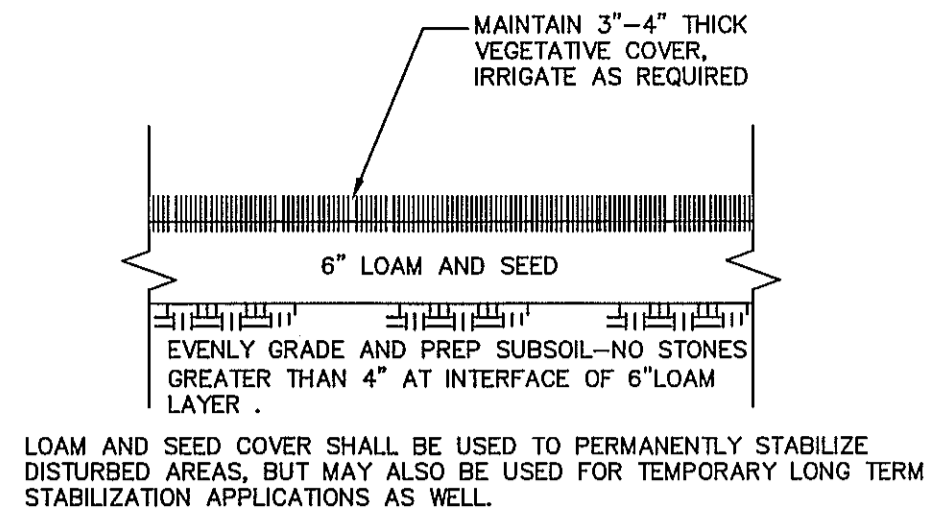 MAINTAIN 3"-4" THICK
VEGETATIVE COVER,
IRRIGATE AS REQUIRED
6" LOAM AND SEED
EVENLY GRADE AND PREP SUBSOIL-NO STONES
GREATER THAN 4" AT INTERFACE OF 6"LOAM
LAYER .
LOAM AND SEED COVER SHALL BE USED TO PERMANENTLY STABILIZE
DISTURBED AREAS, BUT MAY ALSO BE USED FOR TEMPORARY LONG TERM
STABILIZATION APPLICATIONS AS WELL.